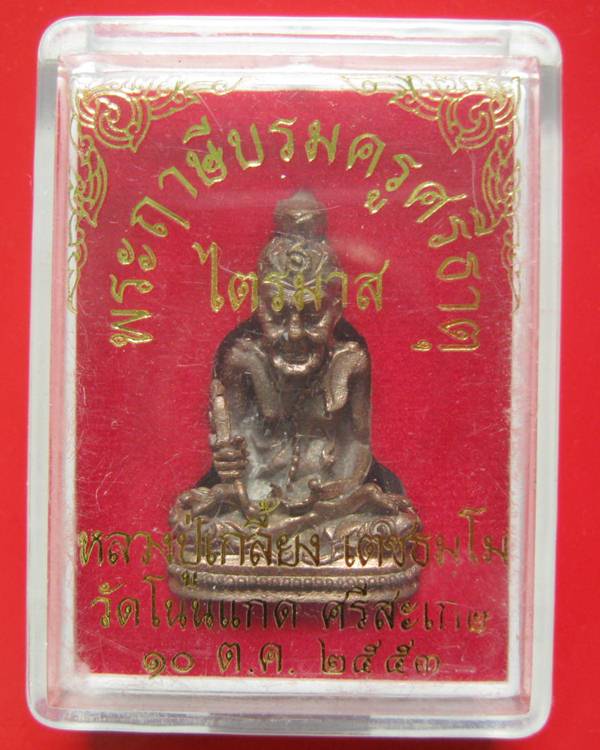 พระฤาษีบรมครูศรีธาตุ
ไตรมาส
หลวงปู่เกลี้ยง เตชธมฺโม
วัดโนนแกด ศรีสะเกษ
๑๐ ต.ค. ๒๕๕๓